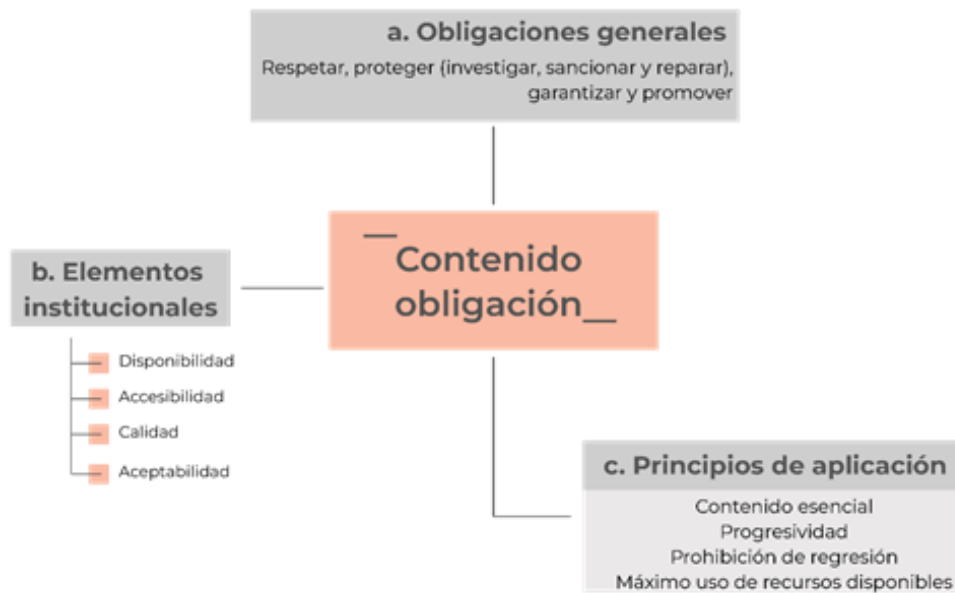 a. Obligaciones generales
Respetar, proteger (investigar, sancionar y reparar),
garantizar y promover
Contenido
obligación
b. Elementos
institucionales
Disponibilidad
Accesibilidad
Calidad
Aceptabilidad
c. Principios de aplicación
Contenido esencial
Progresividad
Prohibición de regresión
Máximo uso de recursos disponibles